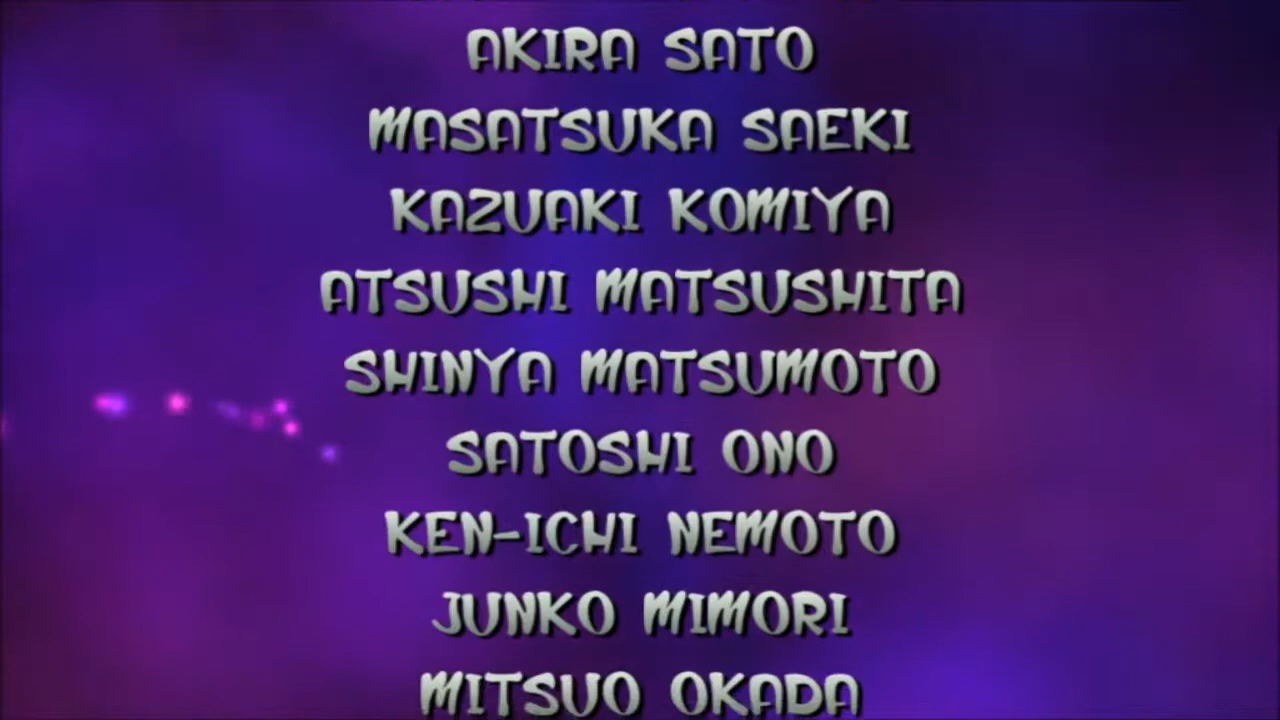 AKIRA SATO
MASATSUKA SAEKI
KAZUAKI KOMIYA
ATSUSHI MATSUSHITA
SHINYA MATSUMOTO
SATOSHI ONO
KEN-ICHI NEMOTO
JUNKO MIMORI
MITSUO OKADA